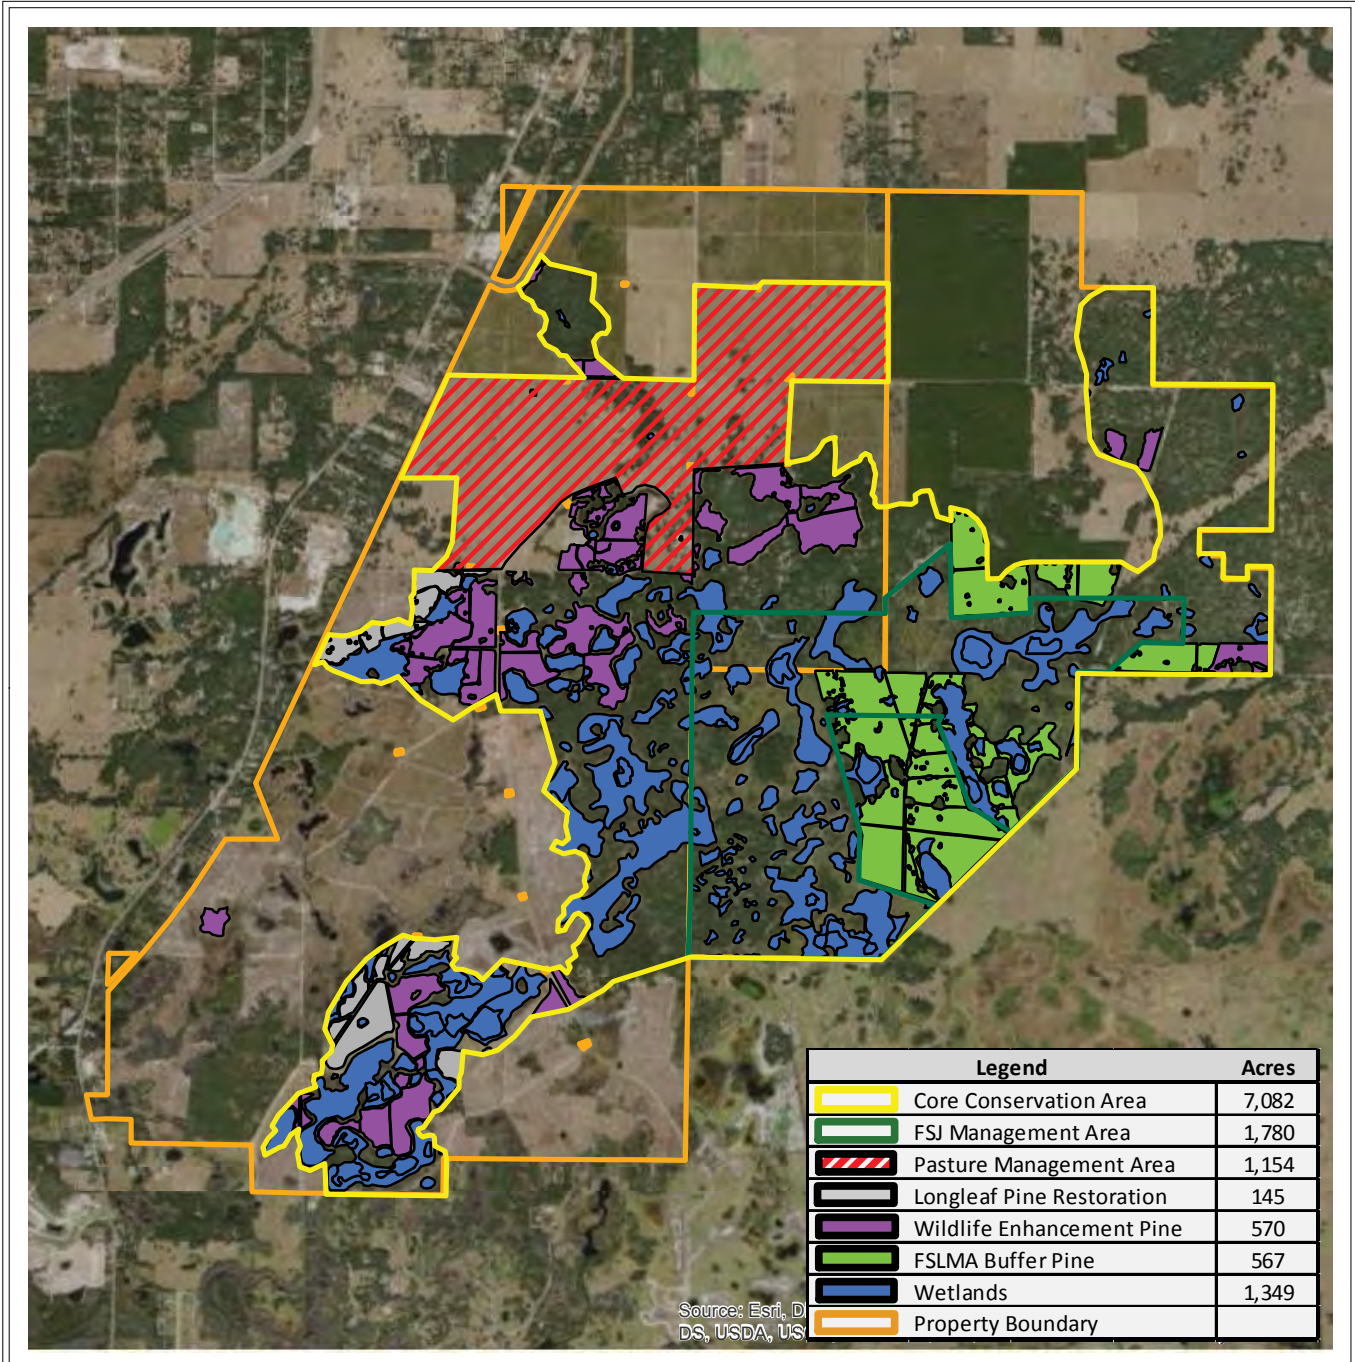 Legend Acres
Core Conservation Area 7,082
FSJ Management Area 1,780
Pasture Management Area 1,154
Longleaf Pine Restoration 145
Wildlife Enhancement Pine 570
FSLMA Buffer Pine 567
Wetlands 1,349
Property Boundary
Source: Esri, D
DS, USDA, US